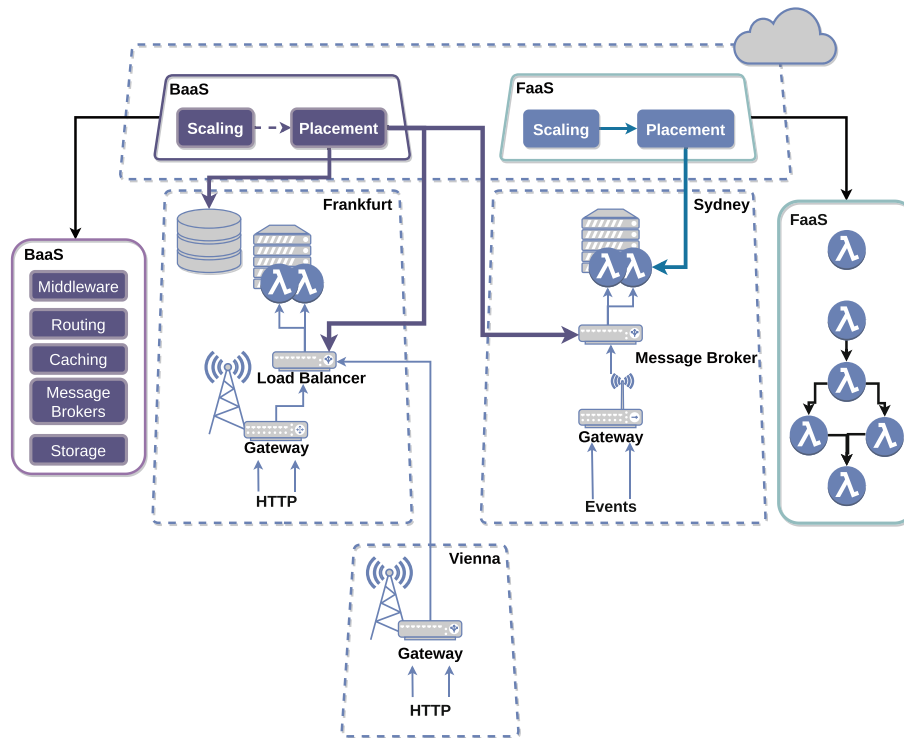 BaaS
Scaling
Placement
FaaS
Scaling
Placement
Frankfurt
Sydney
BaaS
Middleware
Routing
Caching
Message
Brokers
Storage
Load Balancer
Gateway
HTTP
Message Broker
Gateway
Events
FaaS
λ
λ
λ
λ
λ
λ
λ
λ
λ
λ
Vienna
Gateway
HTTP